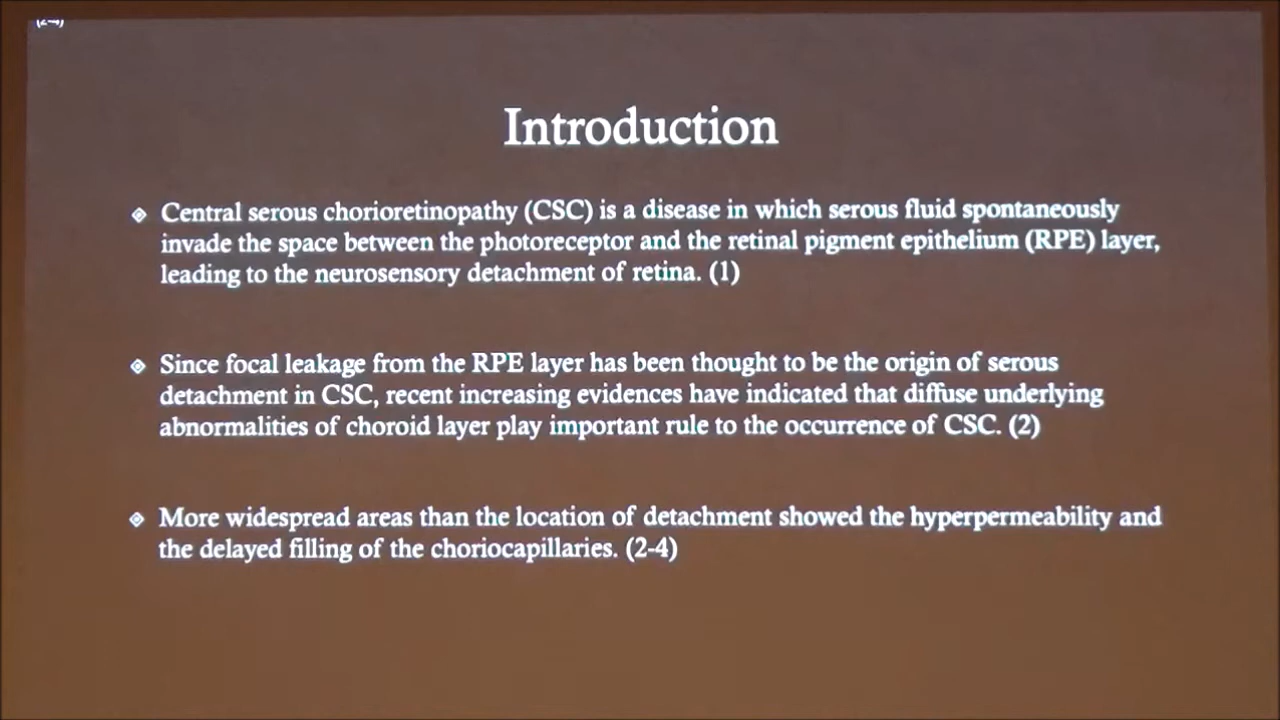 (2-4)
Introduction
Central serous chorioretinopathy (CSC) is a disease in which serous fluid spontaneously
invade the space between the photoreceptor and the retinal pigment epithelium (RPE) layer,
leading to the neurosensory detachment of retina. (1)
Since focal leakage from the RPE layer has been thought to be the origin of serous
detachment in CSC, recent increasing evidences have indicated that diffuse underlying
abnormalities of choroid layer play important rule to the occurrence of CSC. (2)
More widespread areas than the location of detachment showed the hyperpermeability and
the delayed filling of the choriocapillaries. (2-4)